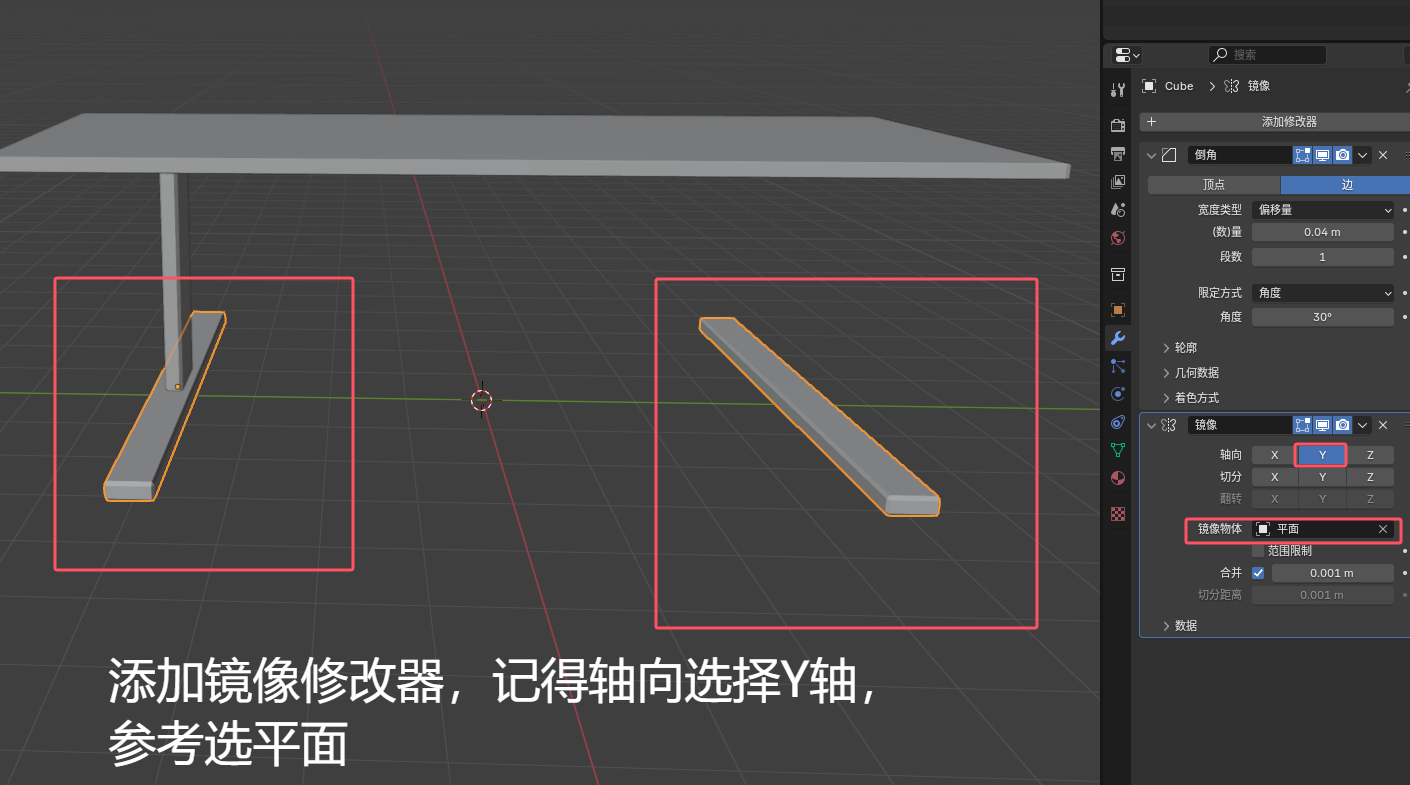 搜索
Cube > 镜像
+ 添加修改器
倒角
顶点 边
宽度类型 偏移量
(数)量 0.04 m
段数 1
限定方式 角度
角度 30°
轮廓
几何数据
着色方式
镜像
轴向 X Y Z
切分 X Y Z
翻转 X Y Z
镜像物体 平面
范围限制
合并 0.001 m
切分距离 0.001 m
数据
添加镜像修改器，记得轴向选择Y轴，
参考选平面